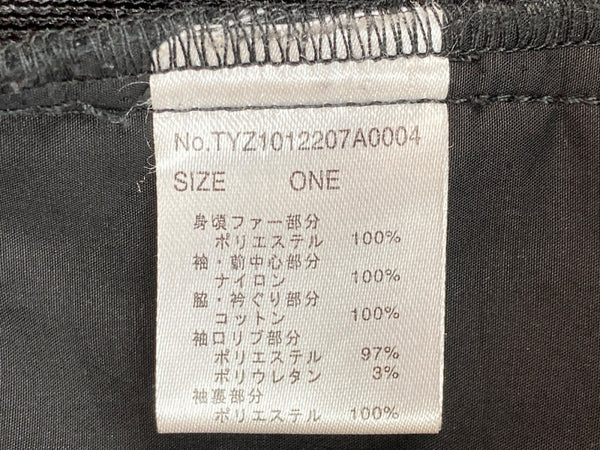 No.TYZ1012207A0004
SIZE ONE
身頃ファー部分
ポリエステル 100%
袖・前中心部分
ナイロン 100%
脇・衿ぐり部分
コットン 100%
袖口リブ部分
ポリエステル 97%
ポリウレタン 3%
袖裏部分
ポリエステル 100%